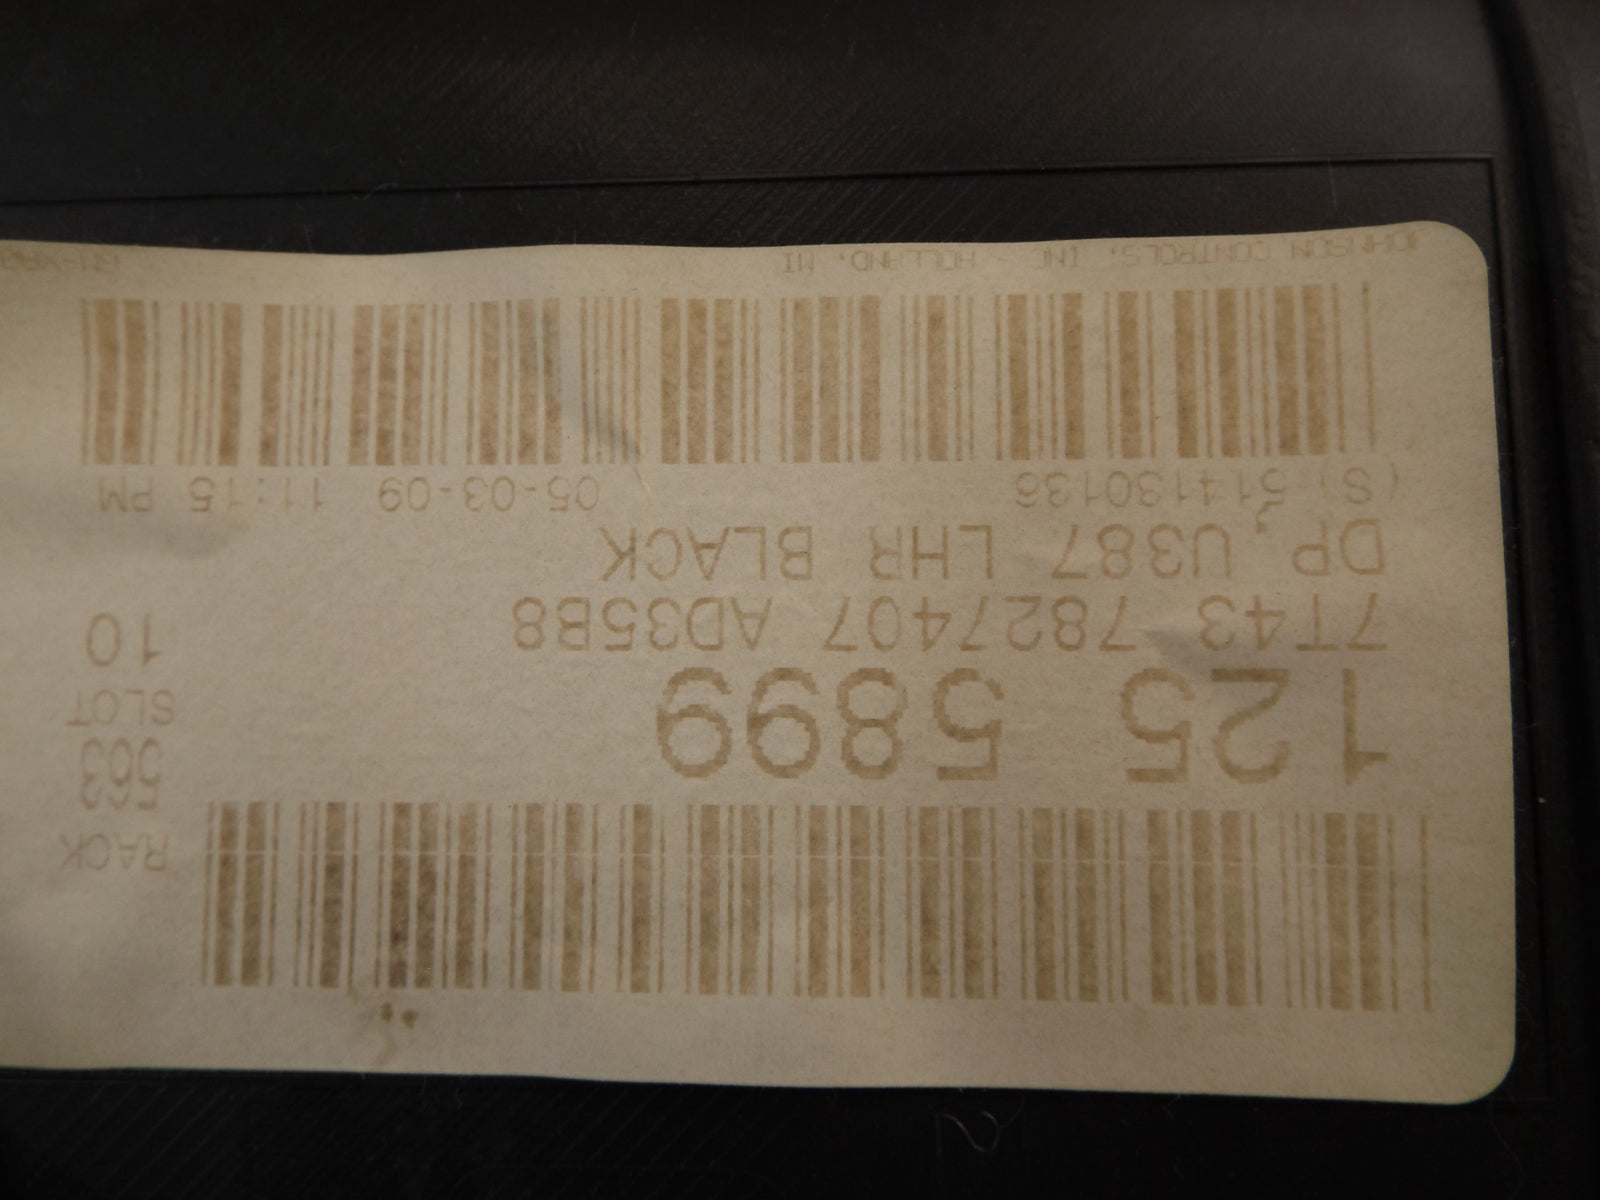 RACK
563
125 5899
SLOT
10
7T43 7827407 AD35B8
DP, U387 LHR BLACK
(S) 514130136 05-03-09 11:15 PM
JOHNSON CONTROLS, INC - HOLLAND, MI